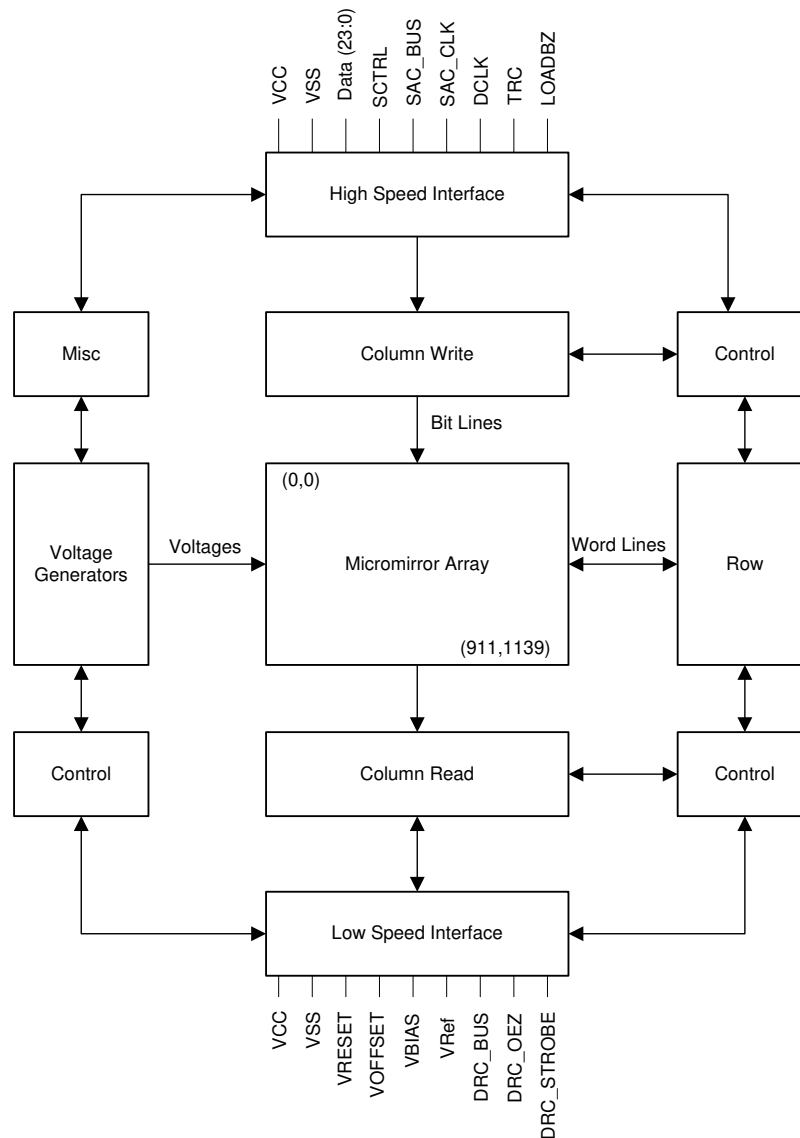 VCC
VSS
Data (23:0)
SCTRL
SAC_BUS
SAC_CLK
DCLK
TRC
LOADBZ
High Speed Interface
Misc
Column Write
Control
Bit Lines
(0,0)
Voltage
Generators
Voltages
Micromirror Array
Word Lines
Row
(911,1139)
Control
Column Read
Control
Low Speed Interface
VCC
VSS
VRESET
VOFFSET
VBIAS
VRef
DRC_BUS
DRC_OEZ
DRC_STROBE